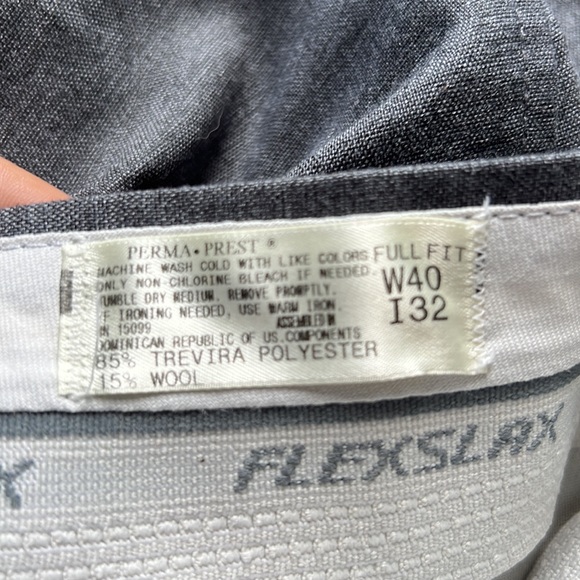 PERMA • PREST ®
MACHINE WASH COLD WITH LIKE COLORS
ONLY NON-CHLORINE BLEACH IF NEEDED.
TUMBLE DRY MEDIUM. REMOVE PROMPTLY.
IF IRONING NEEDED, USE WARM IRON.
RN 15099 ASSEMBLED IN
DOMINICAN REPUBLIC OF US.COMPONENTS
85% TREVIRA POLYESTER
15% WOOL
FULL FIT
W40
I32
X FLEXSLAX